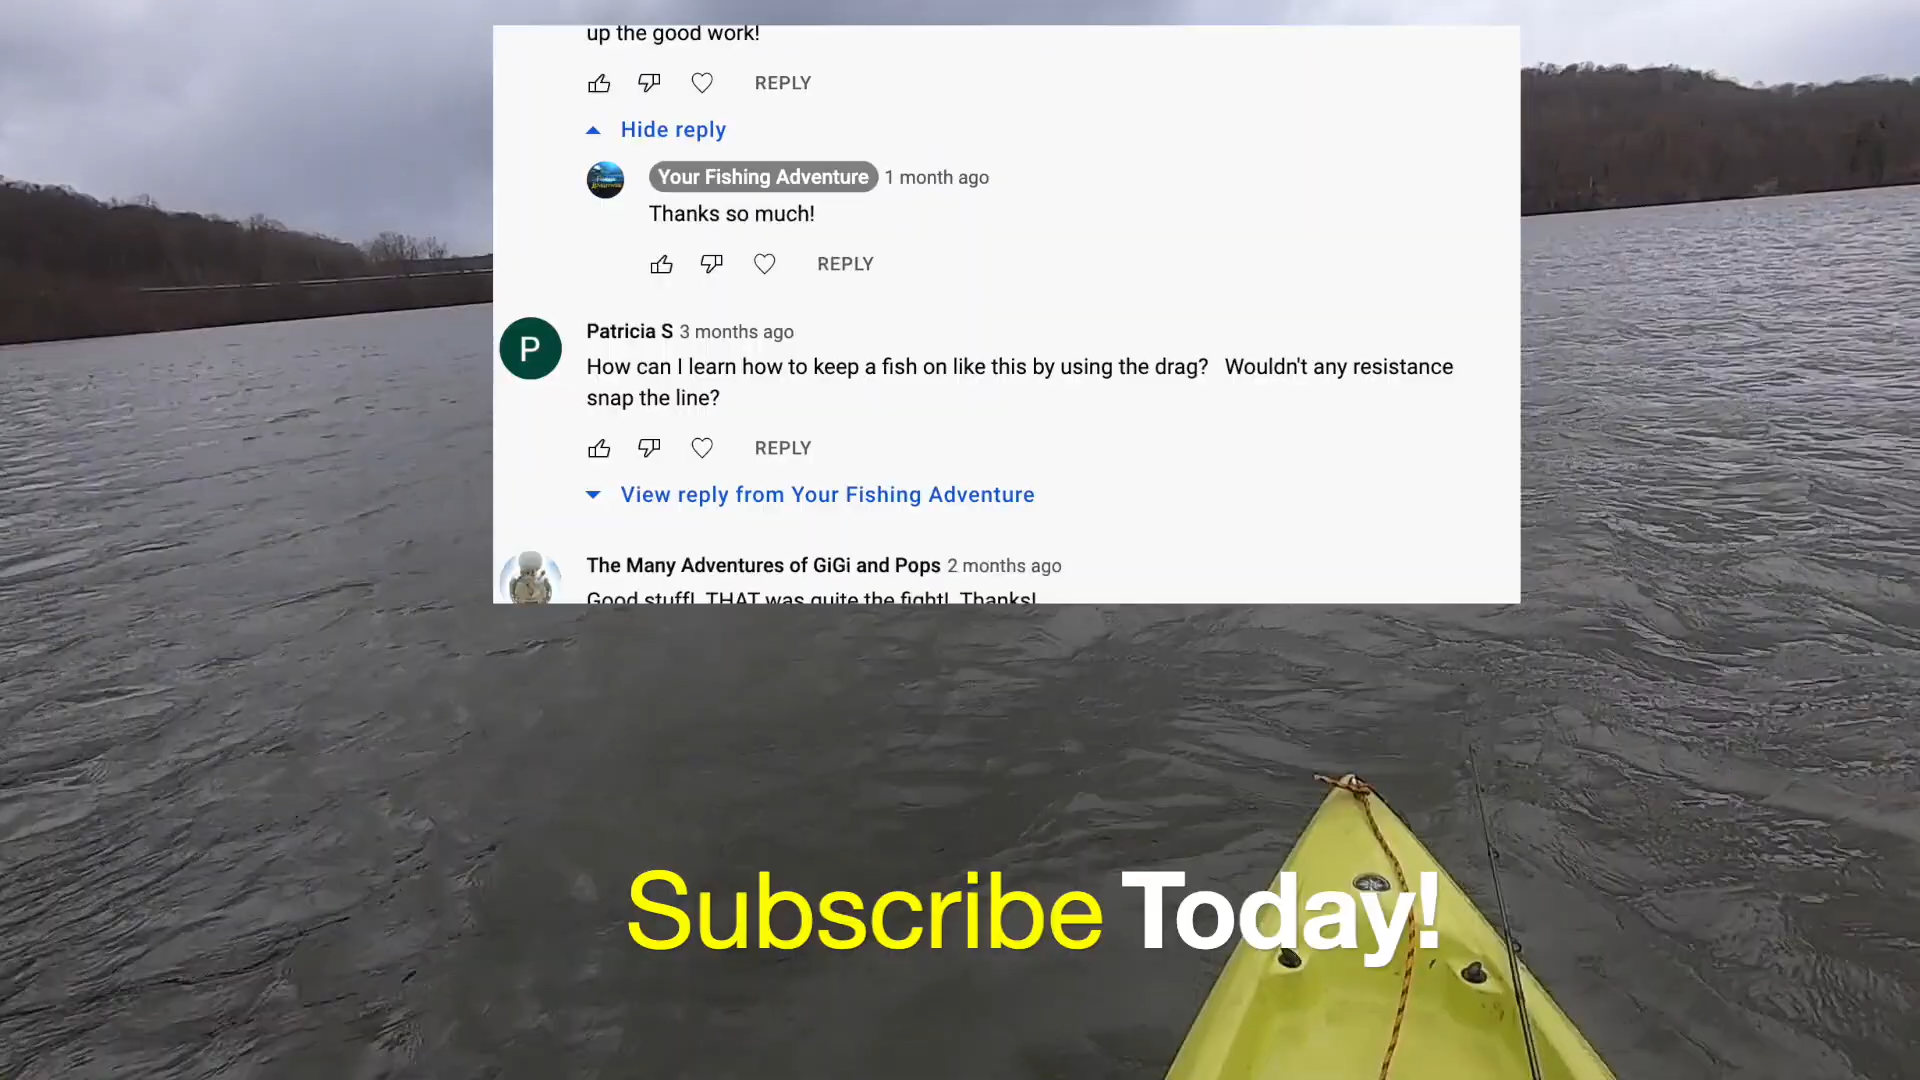 up the good work!
REPLY
Hide reply
Your Fishing Adventure 1 month ago
Thanks so much!
REPLY
P
Patricia S 3 months ago
How can I learn how to keep a fish on like this by using the drag? Wouldn't any resistance
snap the line?
REPLY
View reply from Your Fishing Adventure
The Many Adventures of GiGi and Pops 2 months ago
Good stuff! THAT was quite the fight! Thanks!
Subscribe Today!